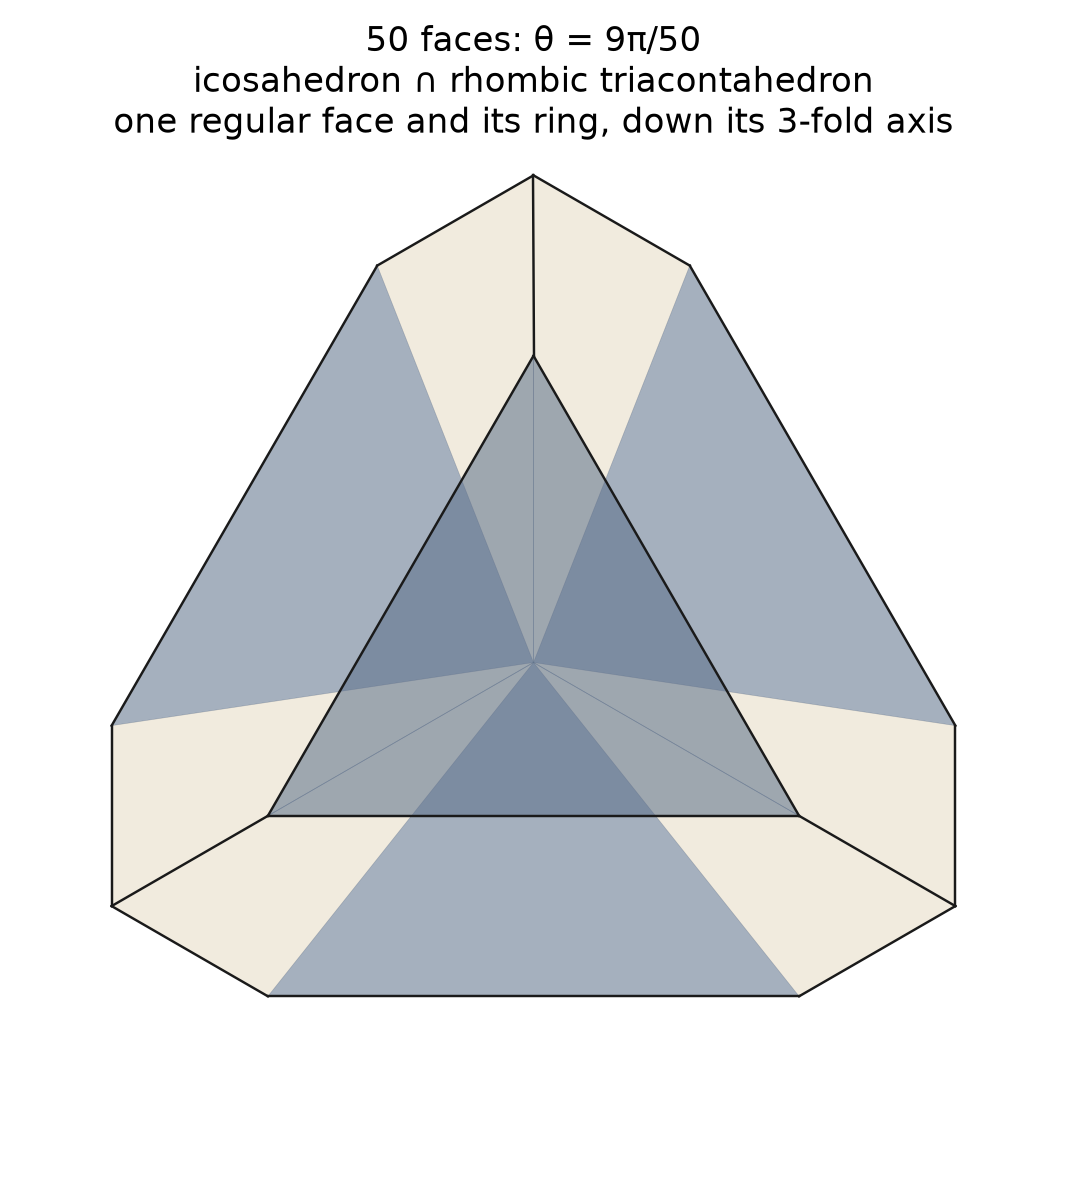 50 faces: θ = 9π/50
icosahedron ∩ rhombic triacontahedron
one regular face and its ring, down its 3-fold axis